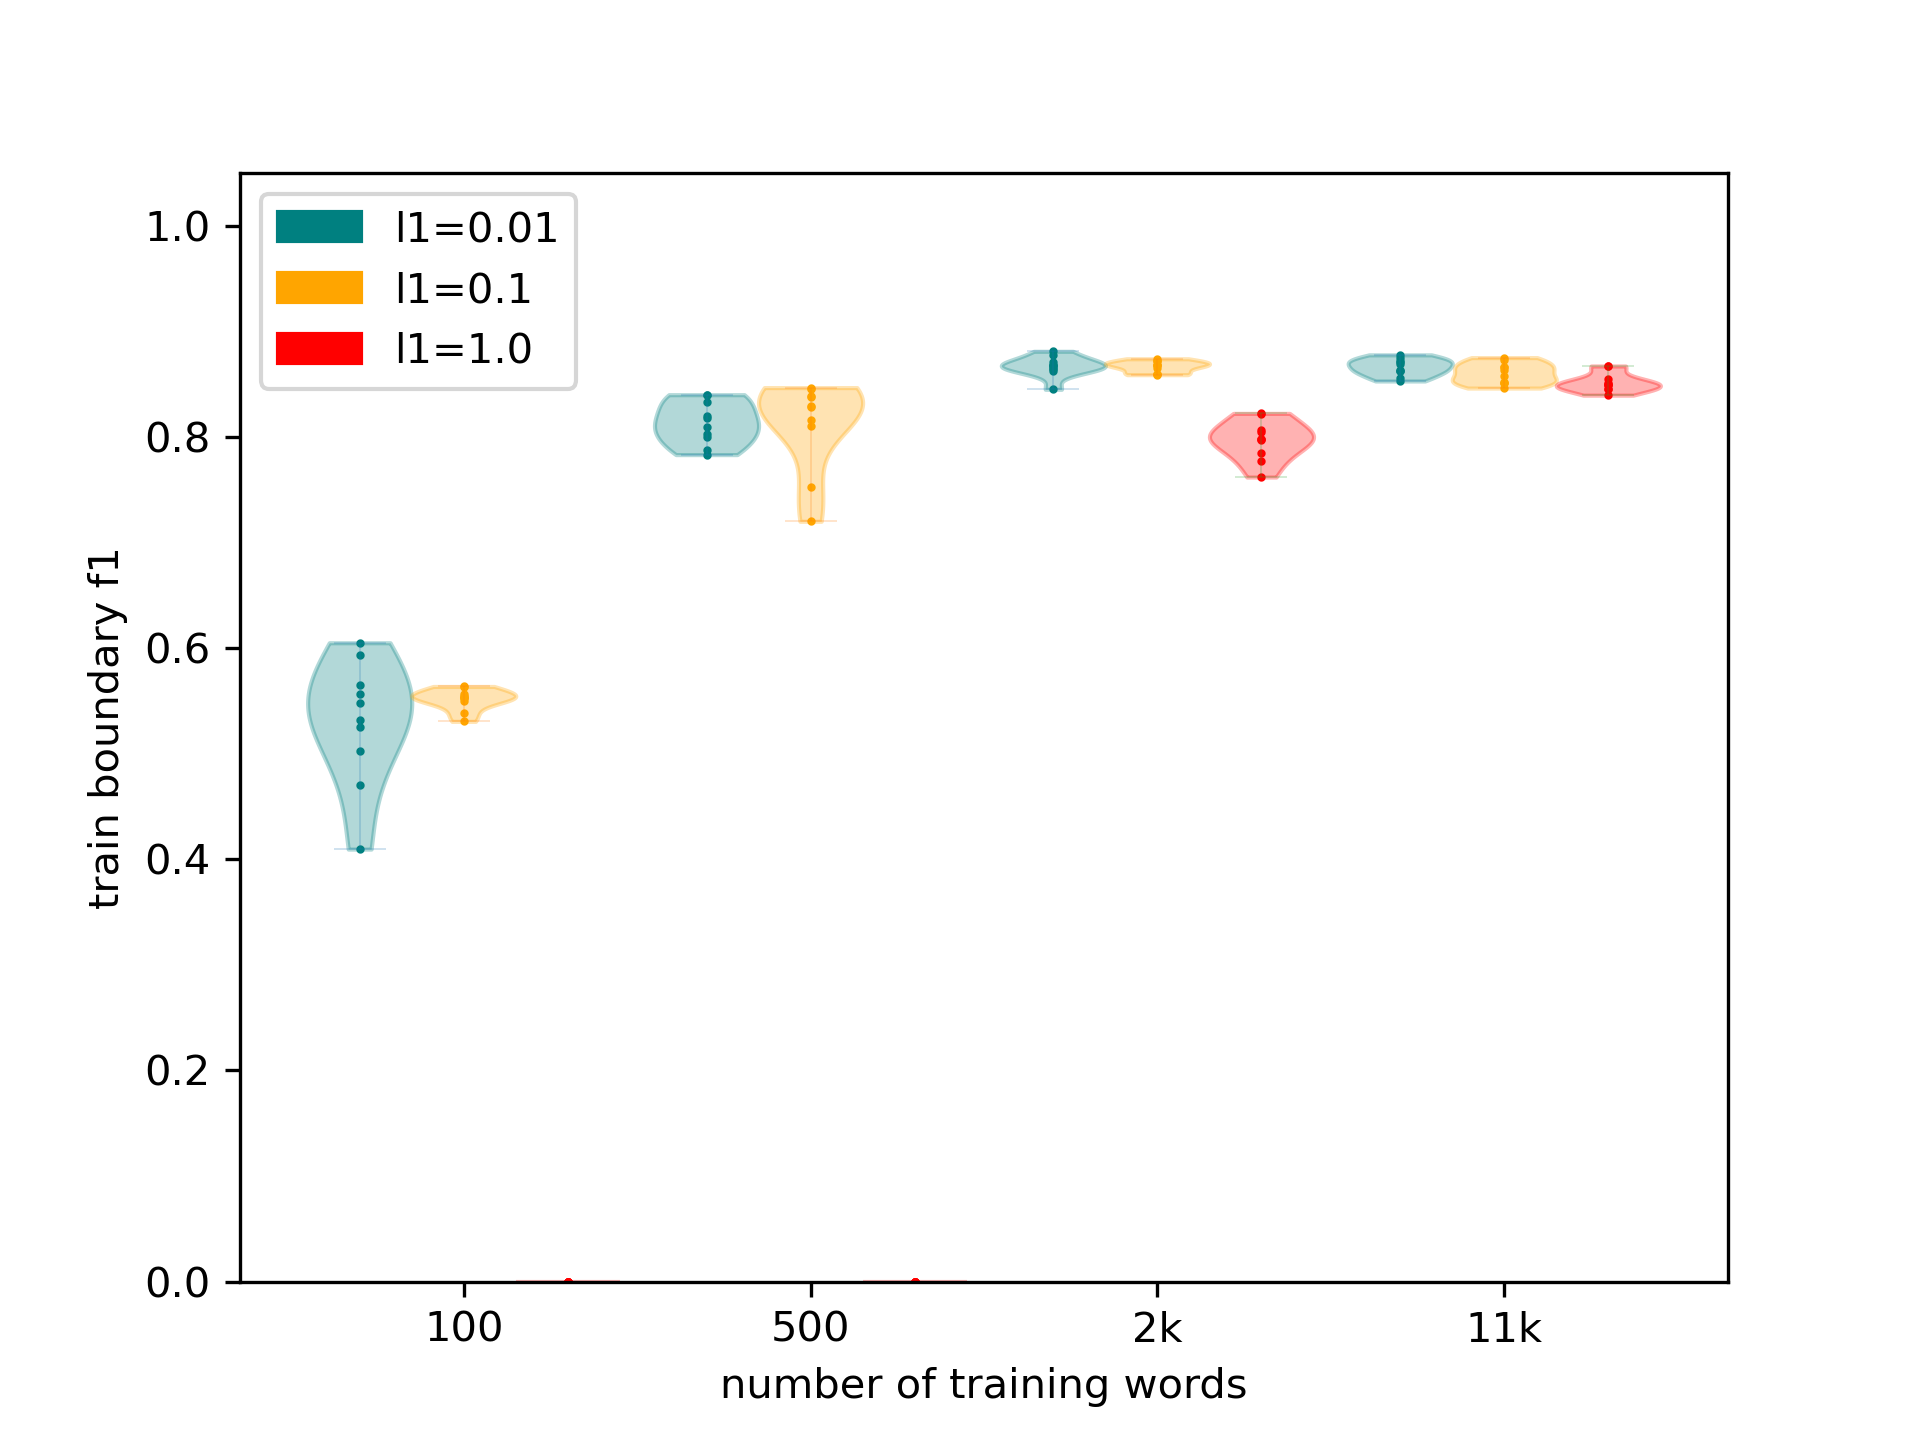 l1=0.01
l1=0.1
l1=1.0
1.0
0.8
0.6
0.4
0.2
0.0
train boundary f1
100 500 2k 11k
number of training words